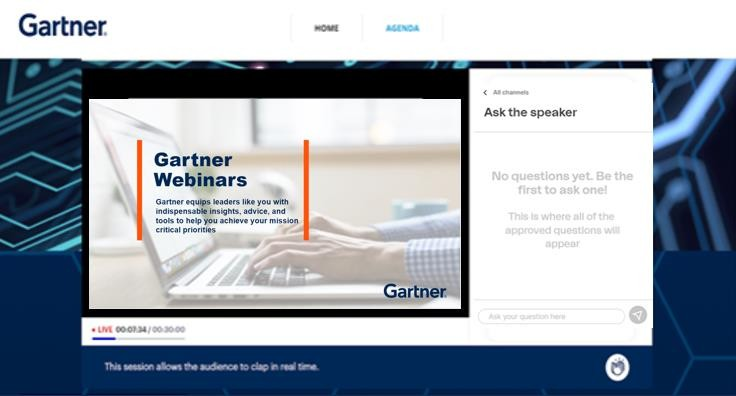 Gartner
HOME
AGENDA
Gartner
Webinars
Gartner equips leaders like you with
indispensable insights, advice, and
tools to help you achieve your mission
critical priorities
Gartner
LIVE 00:07:34 / 00:30:00
This session allows the audience to clap in real time.
All channels
Ask the speaker
No questions yet. Be the
first to ask one!
This is where all of the
approved questions will
appear
Ask your question here